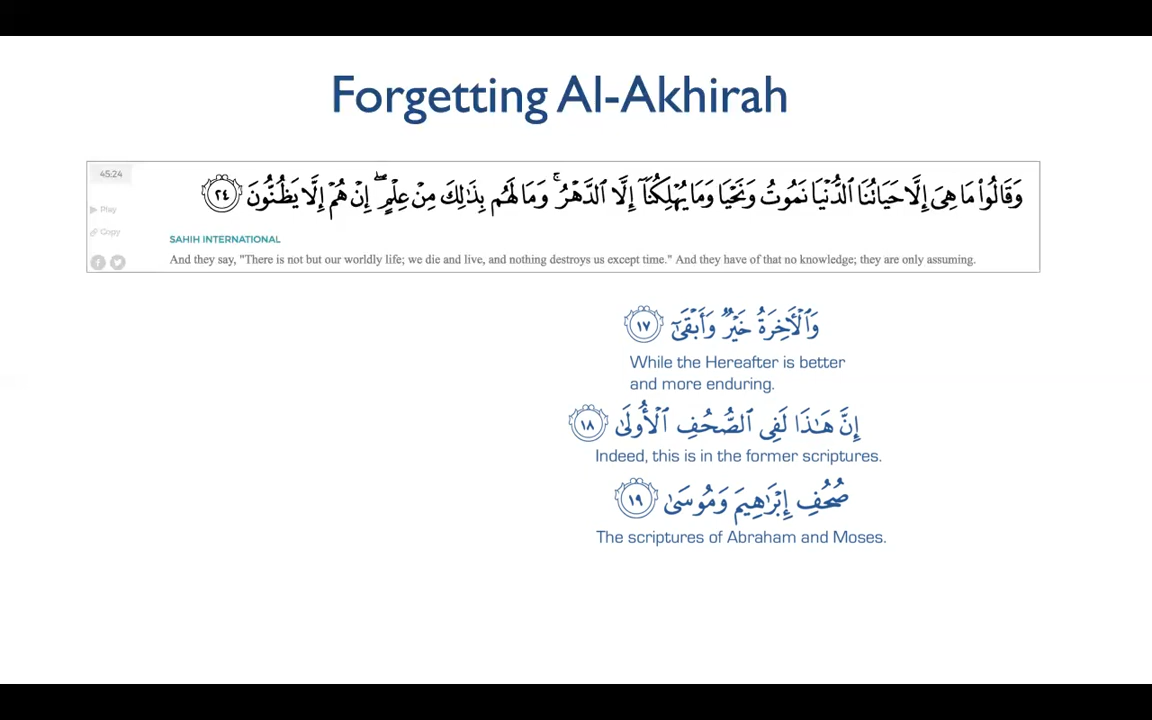 Forgetting Al-Akhirah
45:24
وَقَالُوا۟ مَا هِىَ إِلَّا حَيَاتُنَا ٱلدُّنْيَا نَمُوتُ وَنَحْيَا وَمَا يُهْلِكُنَآ إِلَّا ٱلدَّهْرُ ۚ وَمَا لَهُم بِذَٰلِكَ مِنْ عِلْمٍ ۖ إِنْ هُمْ إِلَّا يَظُنُّونَ ٢٤
Play
Copy
SAHIH INTERNATIONAL
And they say, "There is not but our worldly life; we die and live, and nothing destroys us except time." And they have of that no knowledge; they are only assuming.
وَٱلْـَٔاخِرَةُ خَيْرٌ وَأَبْقَىٰٓ ١٧
While the Hereafter is better
and more enduring.
إِنَّ هَـٰذَا لَفِى ٱلصُّحُفِ ٱلْأُولَىٰ ١٨
Indeed, this is in the former scriptures.
صُحُفِ إِبْرَٰهِيمَ وَمُوسَىٰ ١٩
The scriptures of Abraham and Moses.